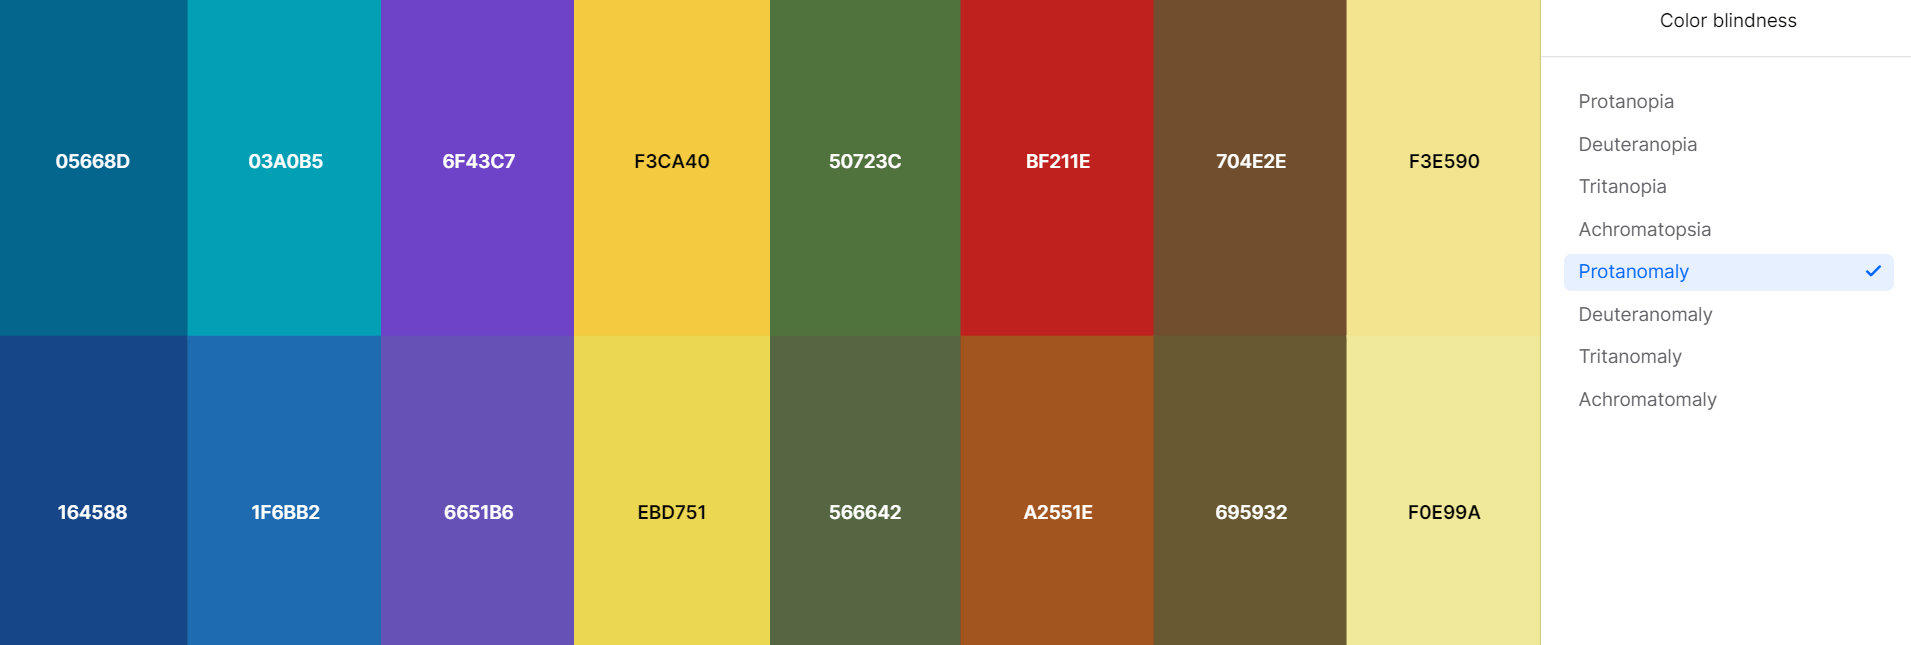 05668D 03A0B5 6F43C7 F3CA40 50723C BF211E 704E2E F3E590
164588 1F6BB2 6651B6 EBD751 566642 A2551E 695932 F0E99A
Color blindness
Protanopia
Deuteranopia
Tritanopia
Achromatopsia
Protanomaly
Deuteranomaly
Tritanomaly
Achromatomaly